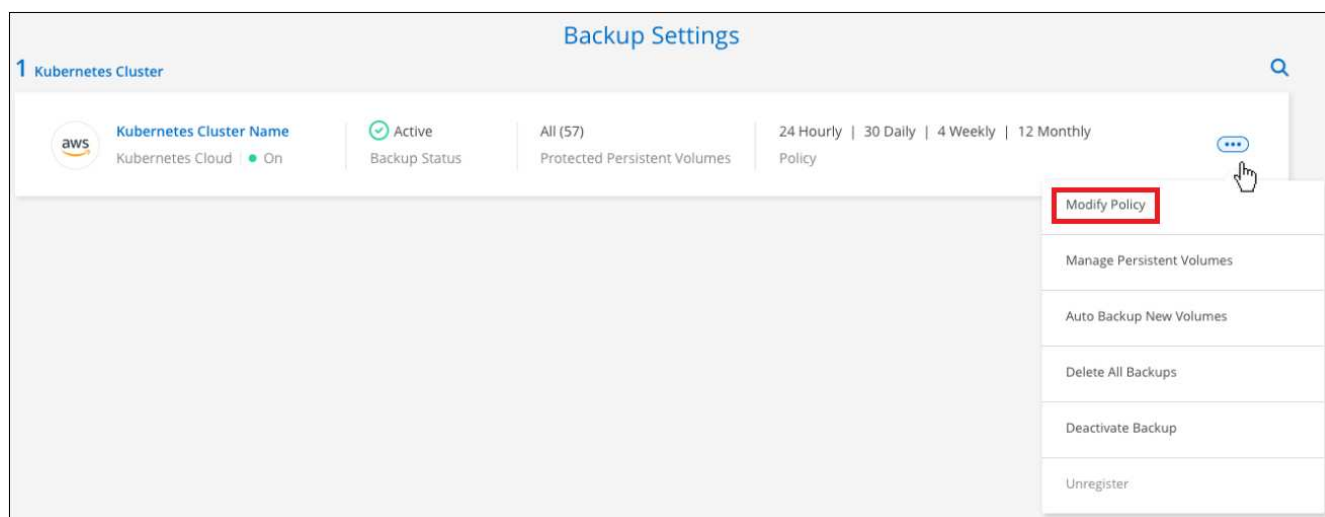 Backup Settings
1 Kubernetes Cluster
aws
Kubernetes Cluster Name
Kubernetes Cloud | On
Active
Backup Status
All (57)
Protected Persistent Volumes
24 Hourly | 30 Daily | 4 Weekly | 12 Monthly
Policy
Modify Policy
Manage Persistent Volumes
Auto Backup New Volumes
Delete All Backups
Deactivate Backup
Unregister